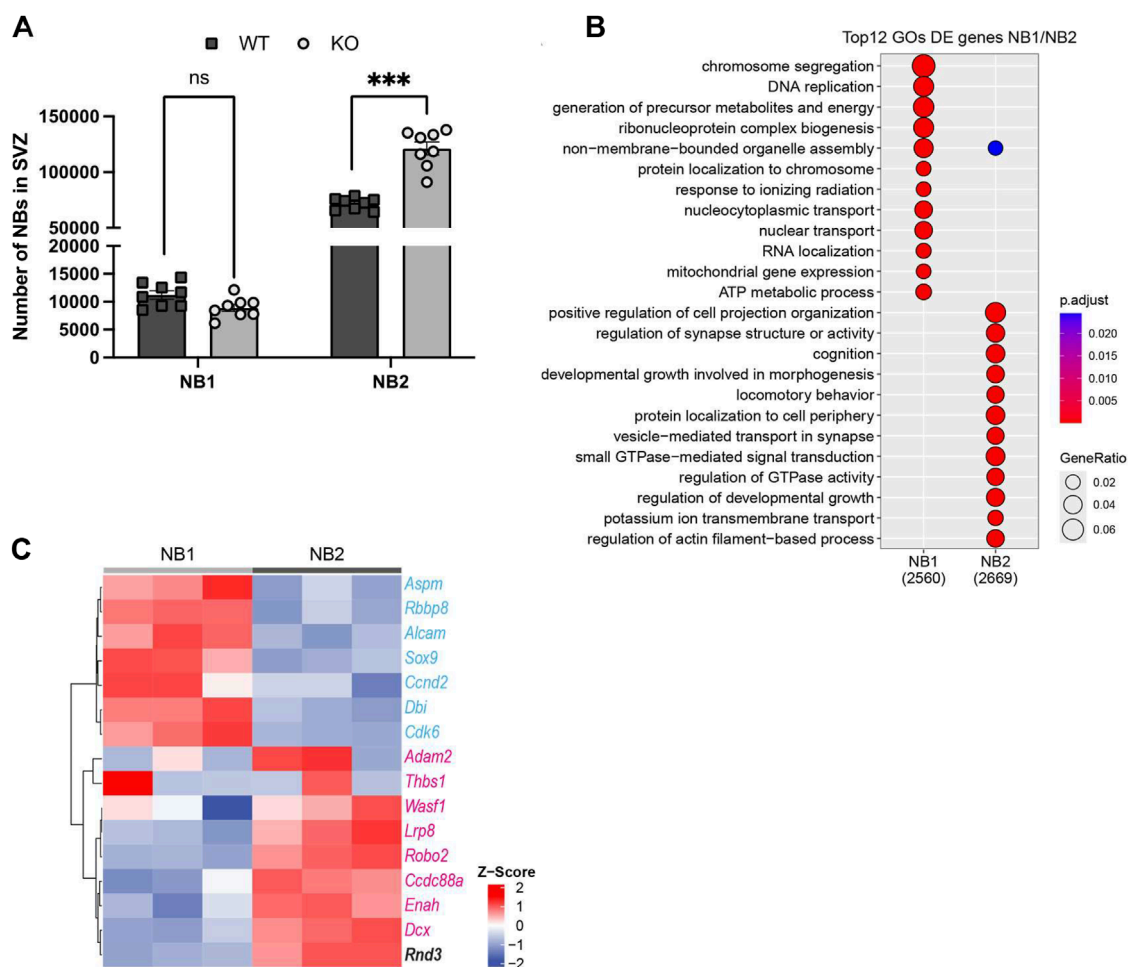 A
WT KO
ns
***
Number of NBs in SVZ
150000
100000
50000
20000
15000
10000
5000
0
NB1 NB2
B
Top12 GOs DE genes NB1/NB2
chromosome segregation
DNA replication
generation of precursor metabolites and energy
ribonucleoprotein complex biogenesis
non−membrane−bounded organelle assembly
protein localization to chromosome
response to ionizing radiation
nucleocytoplasmic transport
nuclear transport
RNA localization
mitochondrial gene expression
ATP metabolic process
positive regulation of cell projection organization
regulation of synapse structure or activity
cognition
developmental growth involved in morphogenesis
locomotory behavior
protein localization to cell periphery
vesicle−mediated transport in synapse
small GTPase−mediated signal transduction
regulation of GTPase activity
regulation of developmental growth
potassium ion transmembrane transport
regulation of actin filament−based process
NB1 NB2
(2560) (2669)
p.adjust
0.020
0.015
0.010
0.005
GeneRatio
0.02
0.04
0.06
C
NB1 NB2
Aspm
Rbbp8
Alcam
Sox9
Ccnd2
Dbi
Cdk6
Adam2
Thbs1
Wasf1
Lrp8
Robo2
Ccdc88a
Enah
Dcx
Rnd3
Z−Score
2
1
0
−1
−2